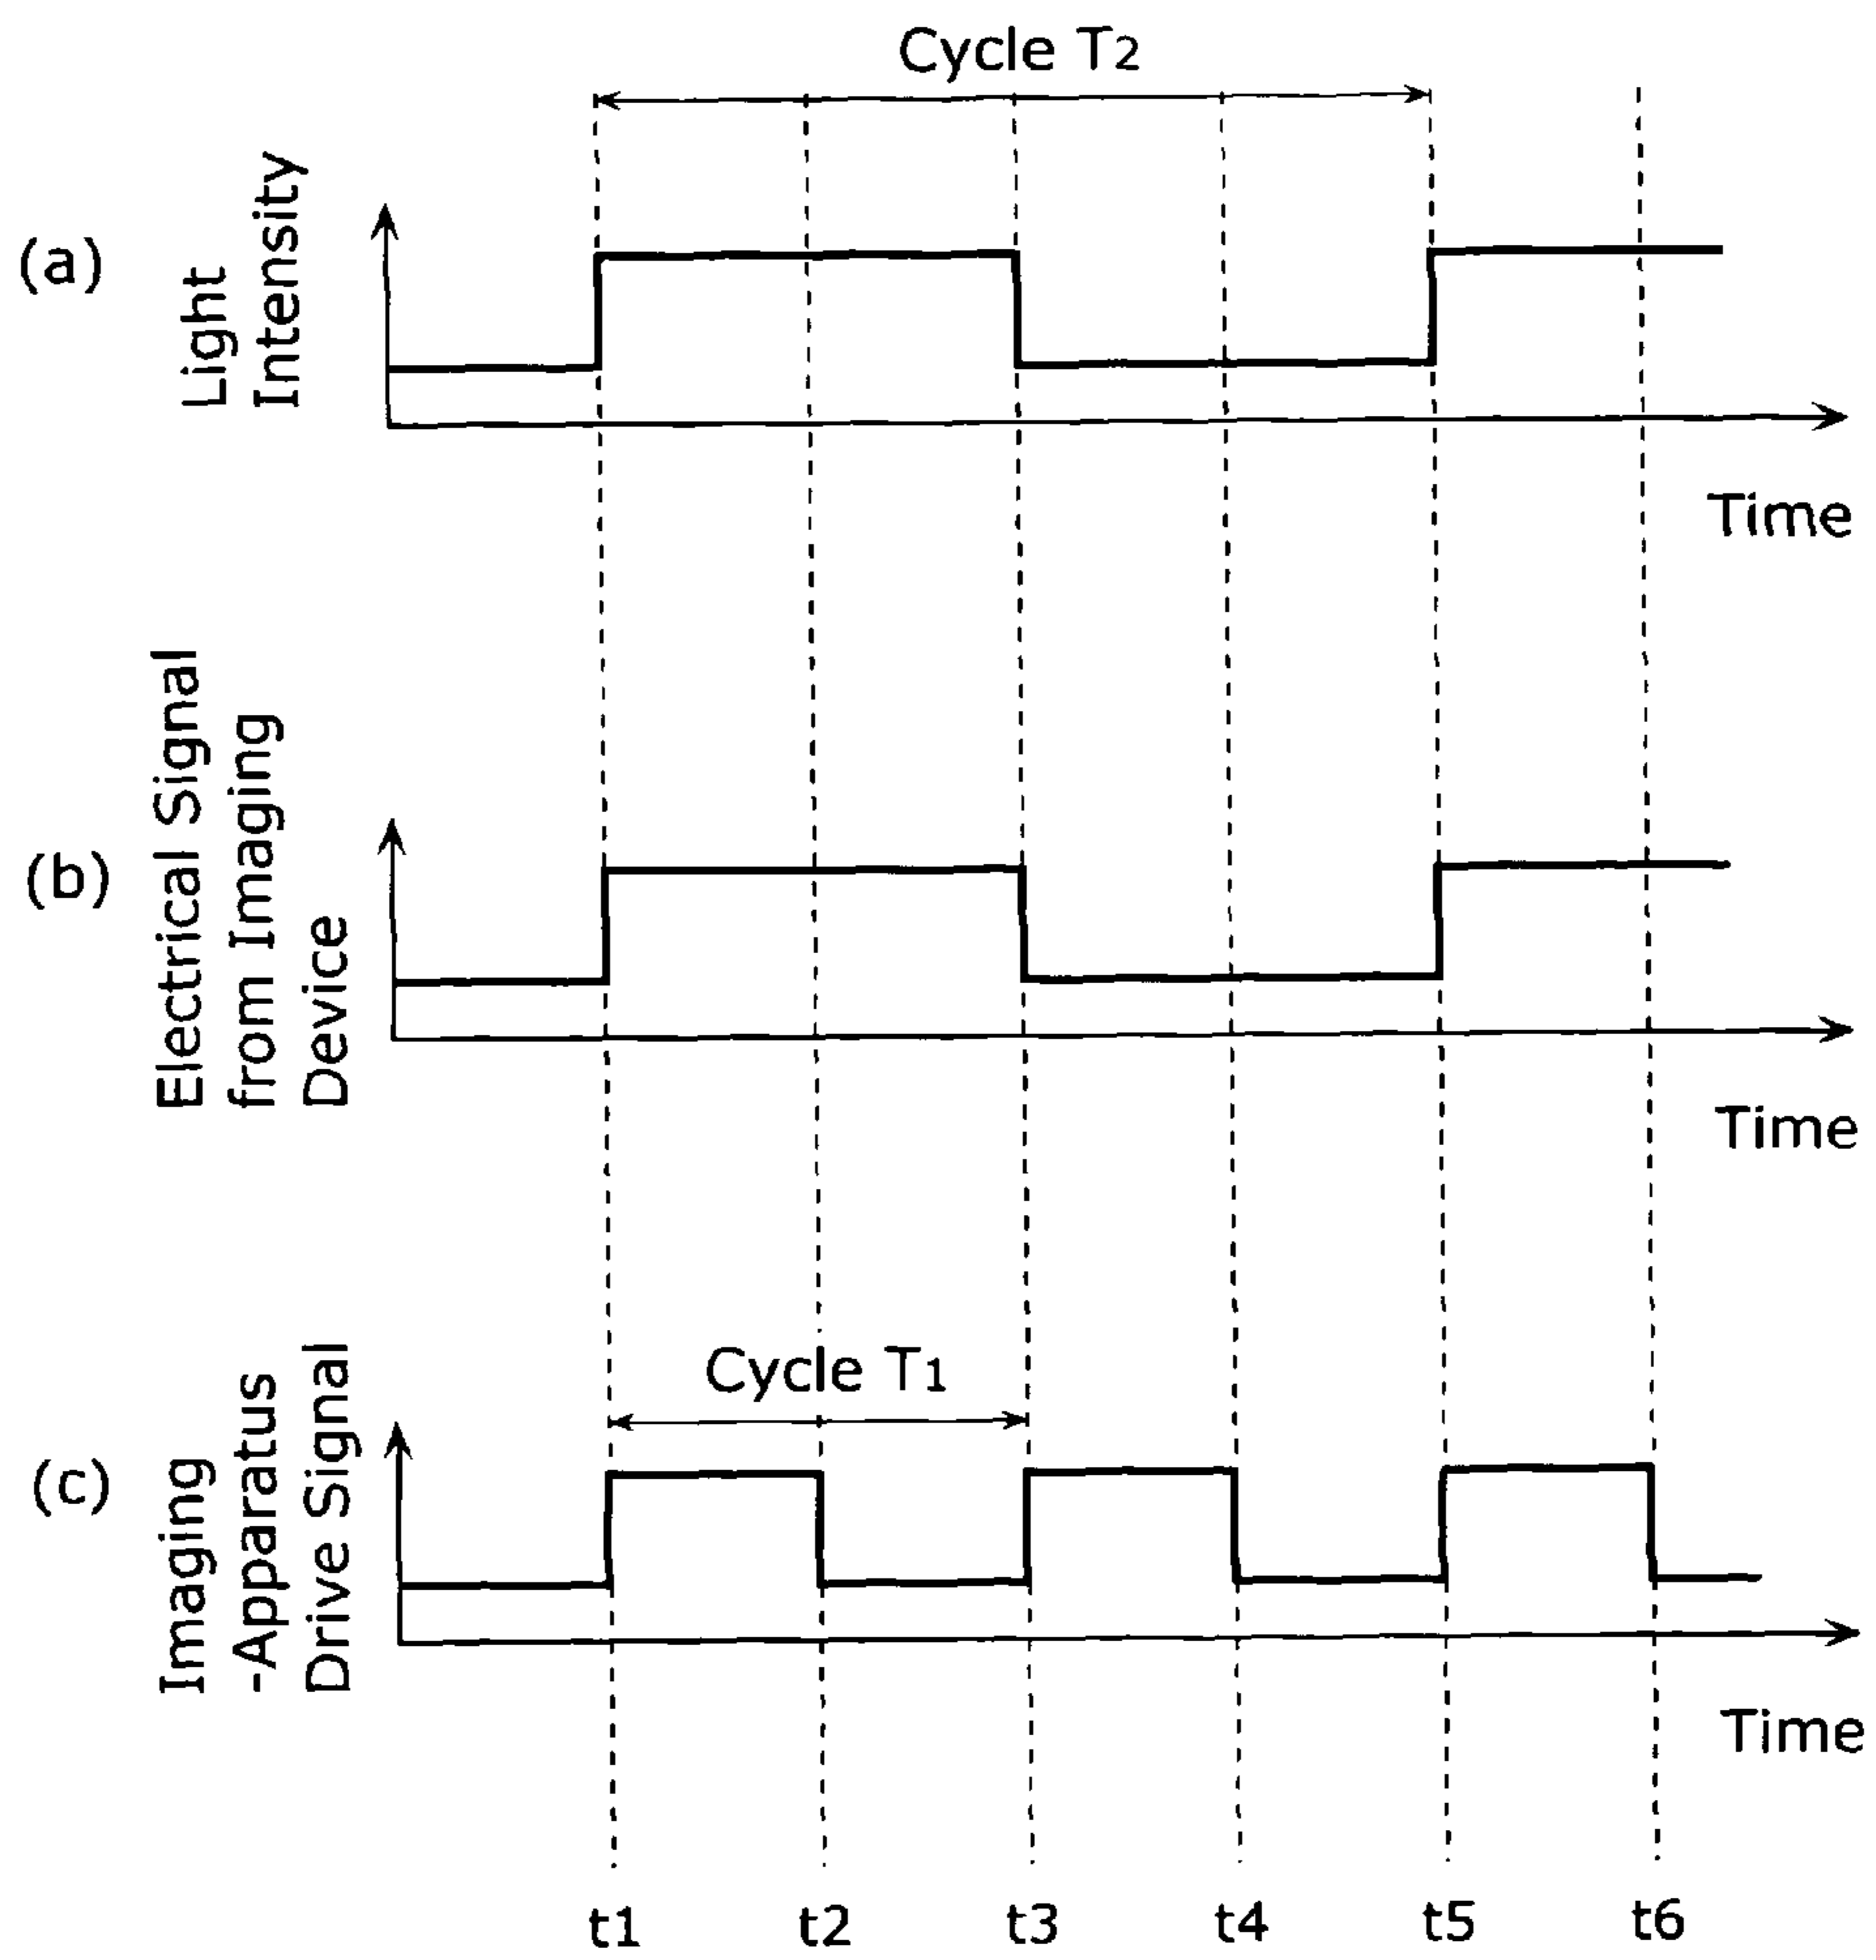 Cycle T2
(a)
Light
Intensity
Time
(b)
Electrical Signal
from Imaging
Device
Time
Cycle T1
(c)
Imaging
-Apparatus
Drive Signal
Time
t1 t2 t3 t4 t5 t6